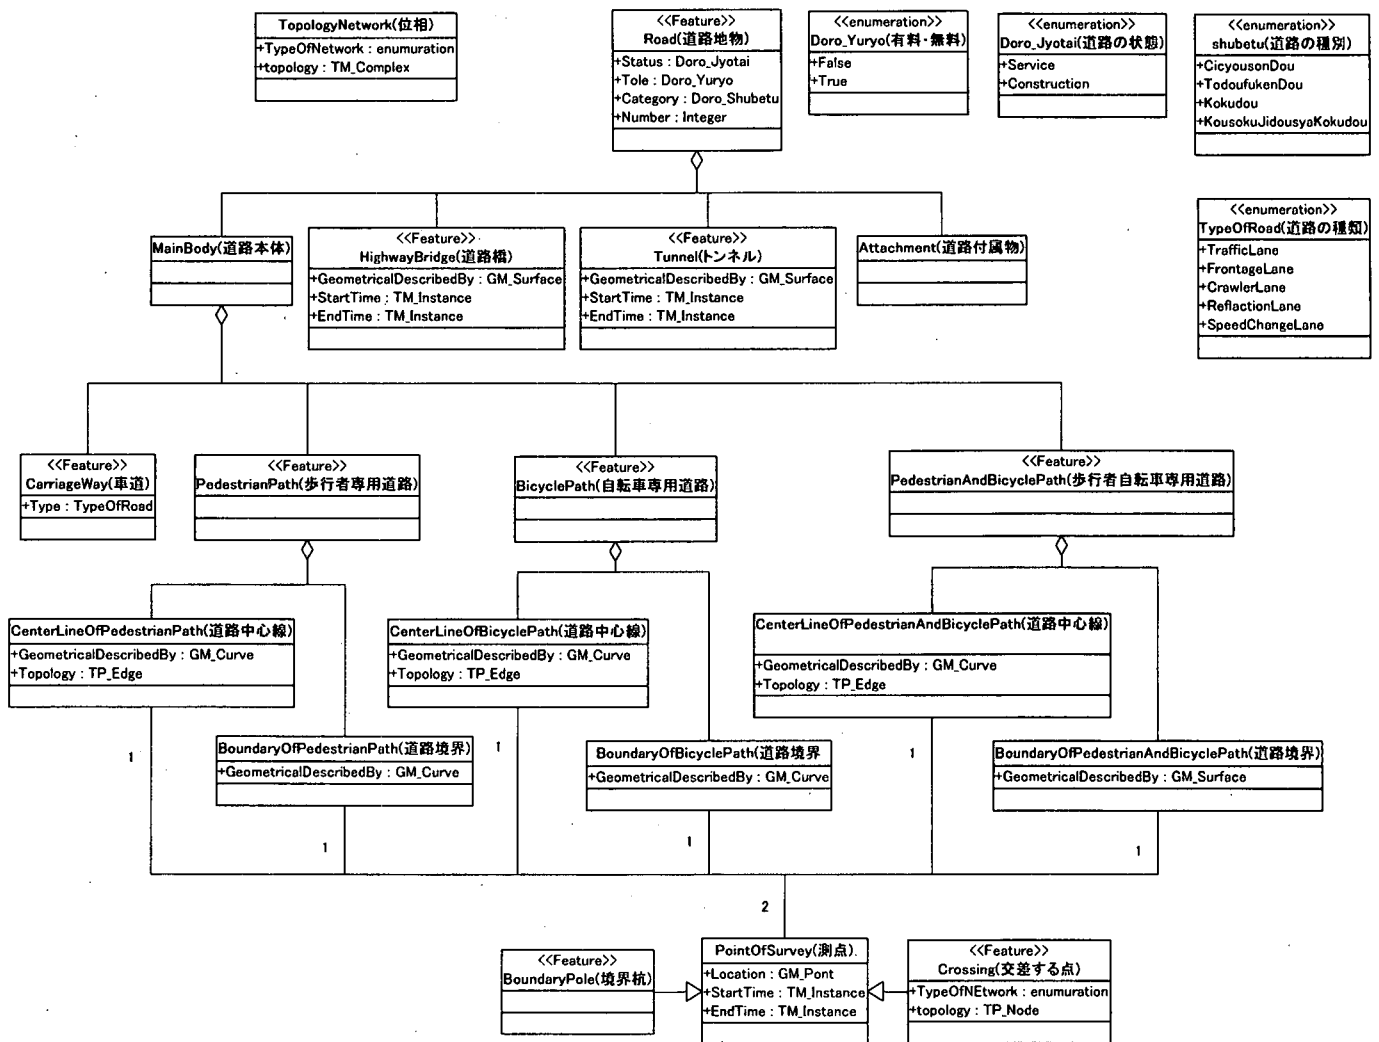 TopologyNetwork(位相)
+TypeOfNetwork : enumuration
+topology : TM_Complex
<<Feature>>
Road(道路地物)
+Status : Doro_Jyotai
+Tole : Doro_Yuryo
+Category : Doro_Shubetu
+Number : Integer
<<enumeration>>
Doro_Yuryo(有料・無料)
+False
+True
<<enumeration>>
Doro_Jyotai(道路の状態)
+Service
+Construction
<<enumeration>>
shubetu(道路の種別)
+CicyousonDou
+TodoufukenDou
+Kokudou
+KousokuJidousyaKokudou
MainBody(道路本体)
<<Feature>>
HighwayBridge(道路橋)
+GeometricalDescribedBy : GM_Surface
+StartTime : TM_Instance
+EndTime : TM_Instance
<<Feature>>
Tunnel(トンネル)
+GeometricalDescribedBy : GM_Surface
+StartTime : TM_Instance
+EndTime : TM_Instance
Attachment(道路付属物)
<<enumeration>>
TypeOfRoad(道路の種類)
+TrafficLane
+FrontageLane
+CrawlerLane
+ReflactionLane
+SpeedChangeLane
<<Feature>>
CarriageWay(車道)
+Type : TypeOfRoad
<<Feature>>
PedestrianPath(歩行者専用道路)
<<Feature>>
BicyclePath(自転車専用道路)
<<Feature>>
PedestrianAndBicyclePath(歩行者自転車専用道路)
CenterLineOfPedestrianPath(道路中心線)
+GeometricalDescribedBy : GM_Curve
+Topology : TP_Edge
CenterLineOfBicyclePath(道路中心線)
+GeometricalDescribedBy : GM_Curve
+Topology : TP_Edge
CenterLineOfPedestrianAndBicyclePath(道路中心線)
+GeometricalDescribedBy : GM_Curve
+Topology : TP_Edge
1
BoundaryOfPedestrianPath(道路境界)
+GeometricalDescribedBy : GM_Curve
1
BoundaryOfBicyclePath(道路境界
+GeometricalDescribedBy : GM_Curve
1
BoundaryOfPedestrianAndBicyclePath(道路境界)
+GeometricalDescribedBy : GM_Surface
1
1
1
2
<<Feature>>
BoundaryPole(境界杭)
PointOfSurvey(測点)
+Location : GM_Pont
+StartTime : TM_Instance
+EndTime : TM_Instance
<<Feature>>
Crossing(交差する点)
+TypeOfNEtwork : enumuration
+topology : TP_Node